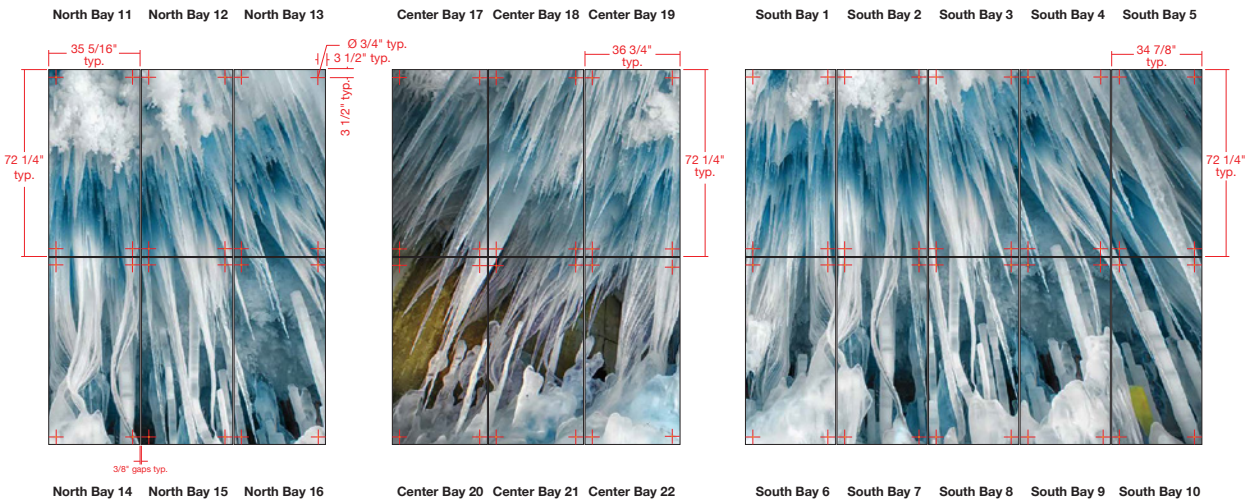 North Bay 11 North Bay 12 North Bay 13 Center Bay 17 Center Bay 18 Center Bay 19 South Bay 1 South Bay 2 South Bay 3 South Bay 4 South Bay 5
35 5/16"
typ.
Ø 3/4" typ.
3 1/2" typ.
3 1/2" typ.
36 3/4"
typ.
34 7/8"
typ.
72 1/4"
typ.
72 1/4"
typ.
72 1/4"
typ.
3/8" gaps typ.
North Bay 14 North Bay 15 North Bay 16 Center Bay 20 Center Bay 21 Center Bay 22 South Bay 6 South Bay 7 South Bay 8 South Bay 9 South Bay 10